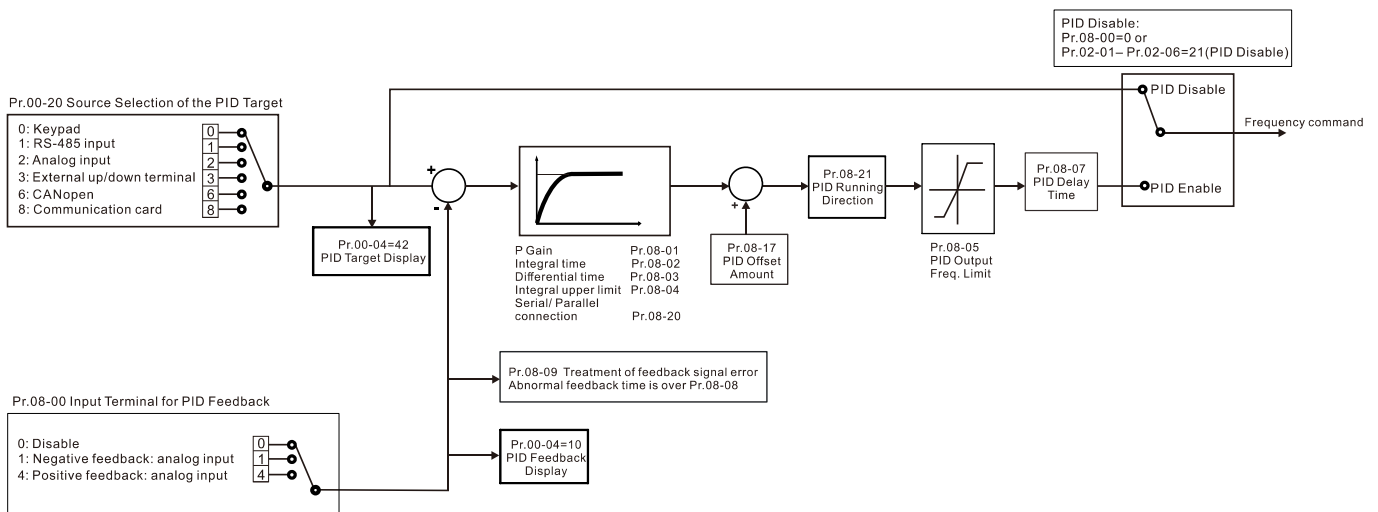 PID Disable:
Pr.08-00=0 or
Pr.02-01– Pr.02-06=21(PID Disable)
Pr.00-20 Source Selection of the PID Target
0: Keypad
1: RS-485 input
2: Analog input
3: External up/down terminal
6: CANopen
8: Communication card
0
1
2
3
6
8
+
-
Pr.00-04=42
PID Target Display
P Gain Pr.08-01
Integral time Pr.08-02
Differential time Pr.08-03
Integral upper limit Pr.08-04
Serial/ Parallel
connection Pr.08-20
+
Pr.08-17
PID Offset
Amount
Pr.08-21
PID Running
Direction
Pr.08-05
PID Output
Freq. Limit
Pr.08-07
PID Delay
Time
PID Disable
PID Enable
Frequency command
Pr.08-09 Treatment of feedback signal error
Abnormal feedback time is over Pr.08-08
Pr.00-04=10
PID Feedback
Display
Pr.08-00 Input Terminal for PID Feedback
0: Disable
1: Negative feedback: analog input
4: Positive feedback: analog input
0
1
4